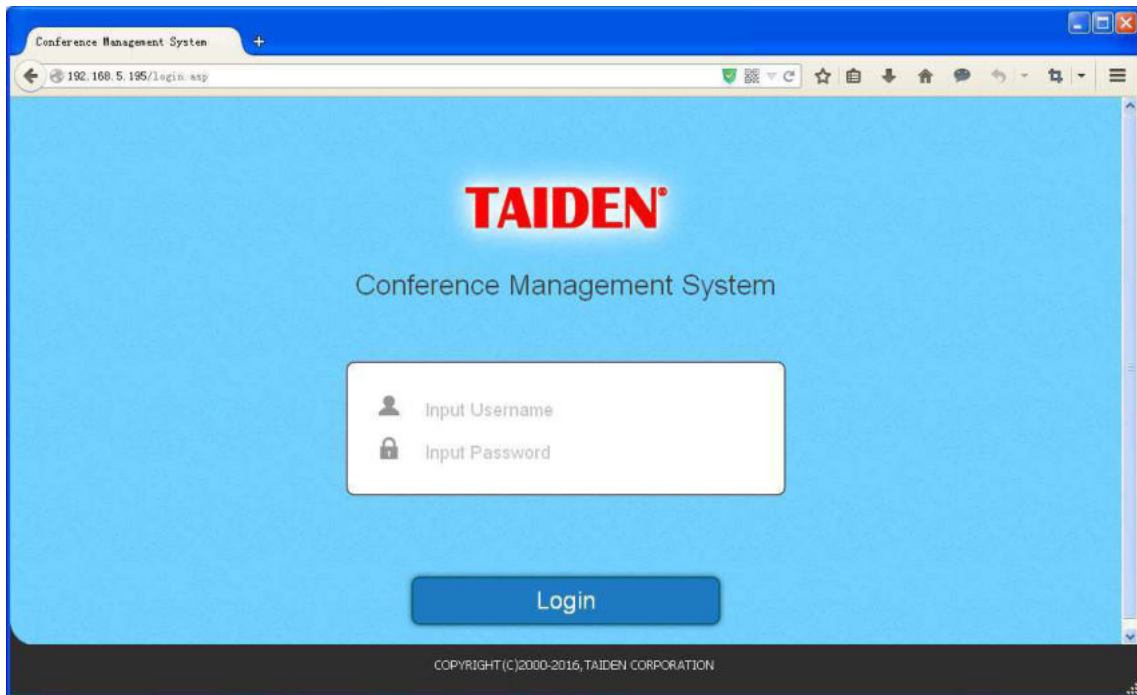 Conference Management System
192.168.5.195/login.asp
TAIDEN®
Conference Management System
Input Username
Input Password
Login
COPYRIGHT(C)2000-2016,TAIDEN CORPORATION